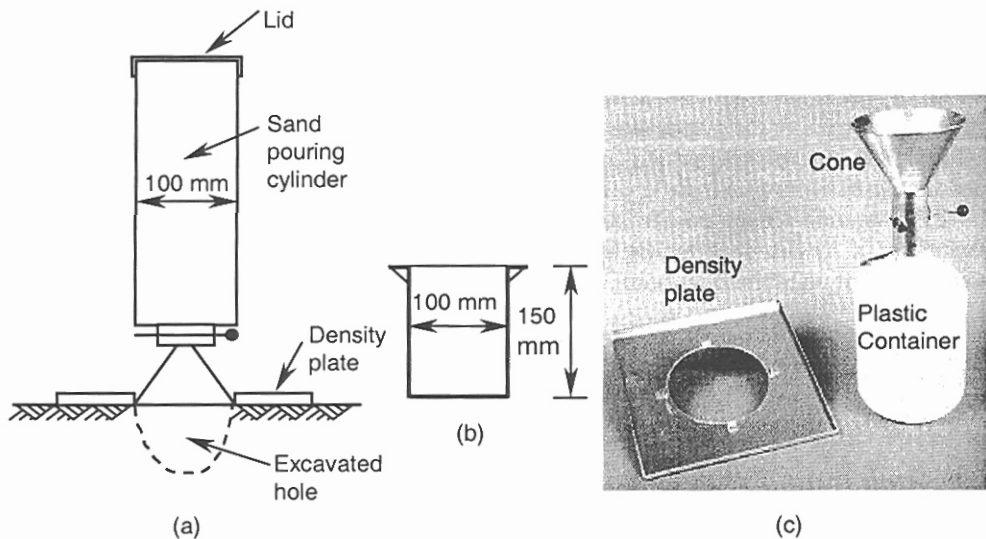 Lid
Sand
pouring
cylinder
100 mm
Density
plate
Excavated
hole
(a)
100 mm
150
mm
(b)
Cone
Density
plate
Plastic
Container
(c)